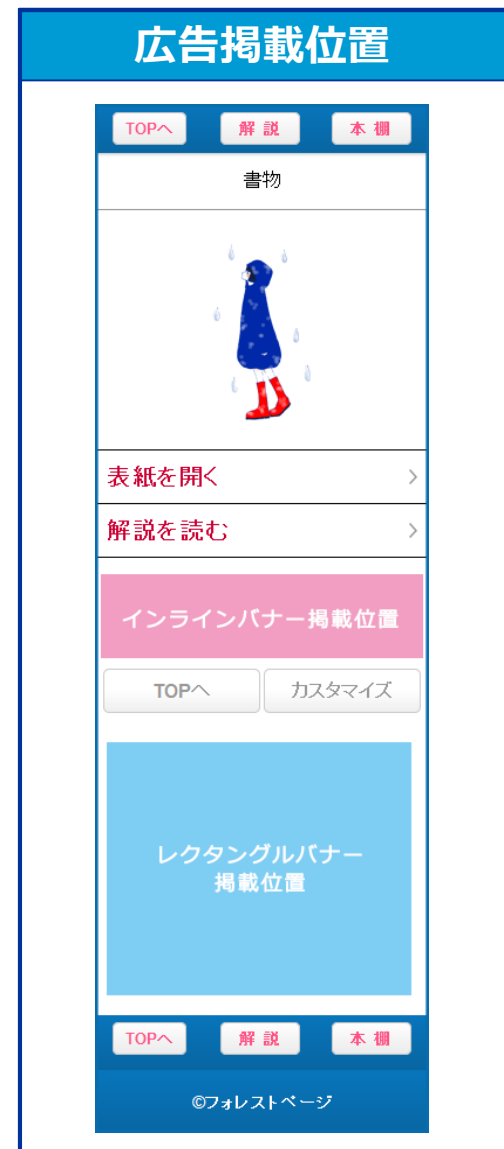 広告掲載位置
TOPへ 解 説 本 棚
書物
表紙を開く
解説を読む
インラインバナー掲載位置
TOPへ カスタマイズ
レクタングルバナー
掲載位置
TOPへ 解 説 本 棚
©フォレストページ